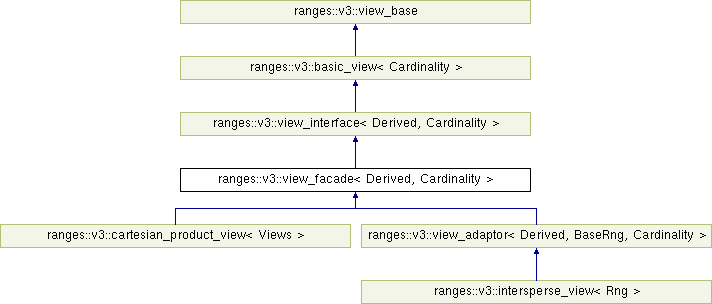 ranges::v3::view_base
ranges::v3::basic_view< Cardinality >
ranges::v3::view_interface< Derived, Cardinality >
ranges::v3::view_facade< Derived, Cardinality >
ranges::v3::cartesian_product_view< Views >
ranges::v3::view_adaptor< Derived, BaseRng, Cardinality >
ranges::v3::intersperse_view< Rng >